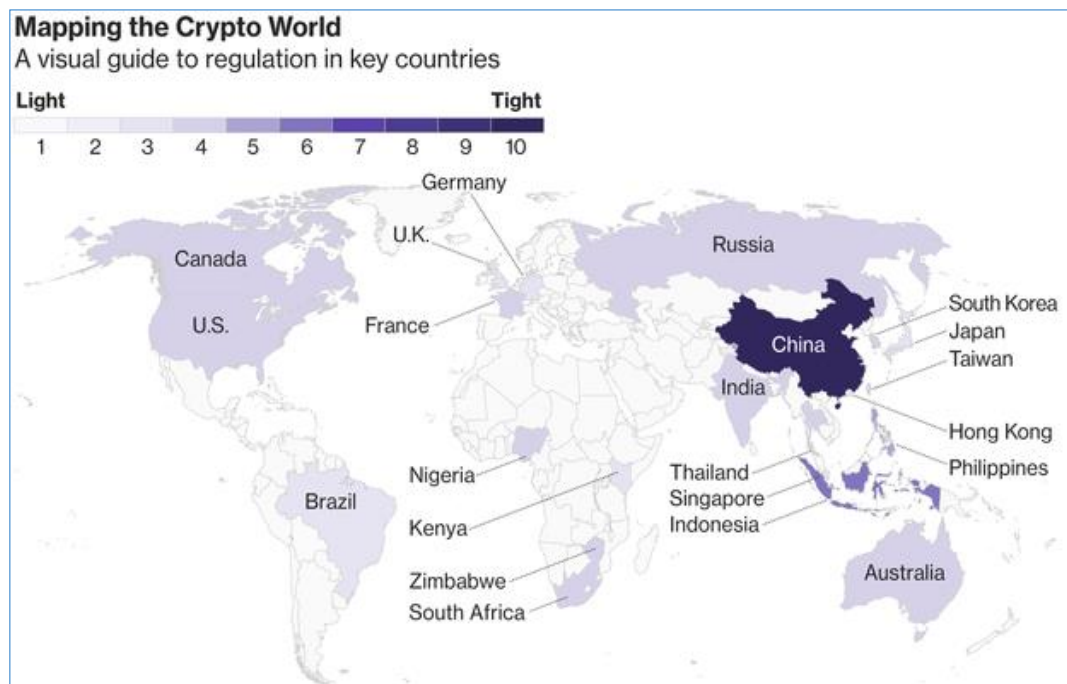 Mapping the Crypto World
A visual guide to regulation in key countries
Light Tight
1 2 3 4 5 6 7 8 9 10
Germany
U.K.
Canada
Russia
U.S.
France
South Korea
Japan
Taiwan
China
India
Hong Kong
Philippines
Nigeria
Thailand
Singapore
Indonesia
Brazil
Kenya
Zimbabwe
South Africa
Australia